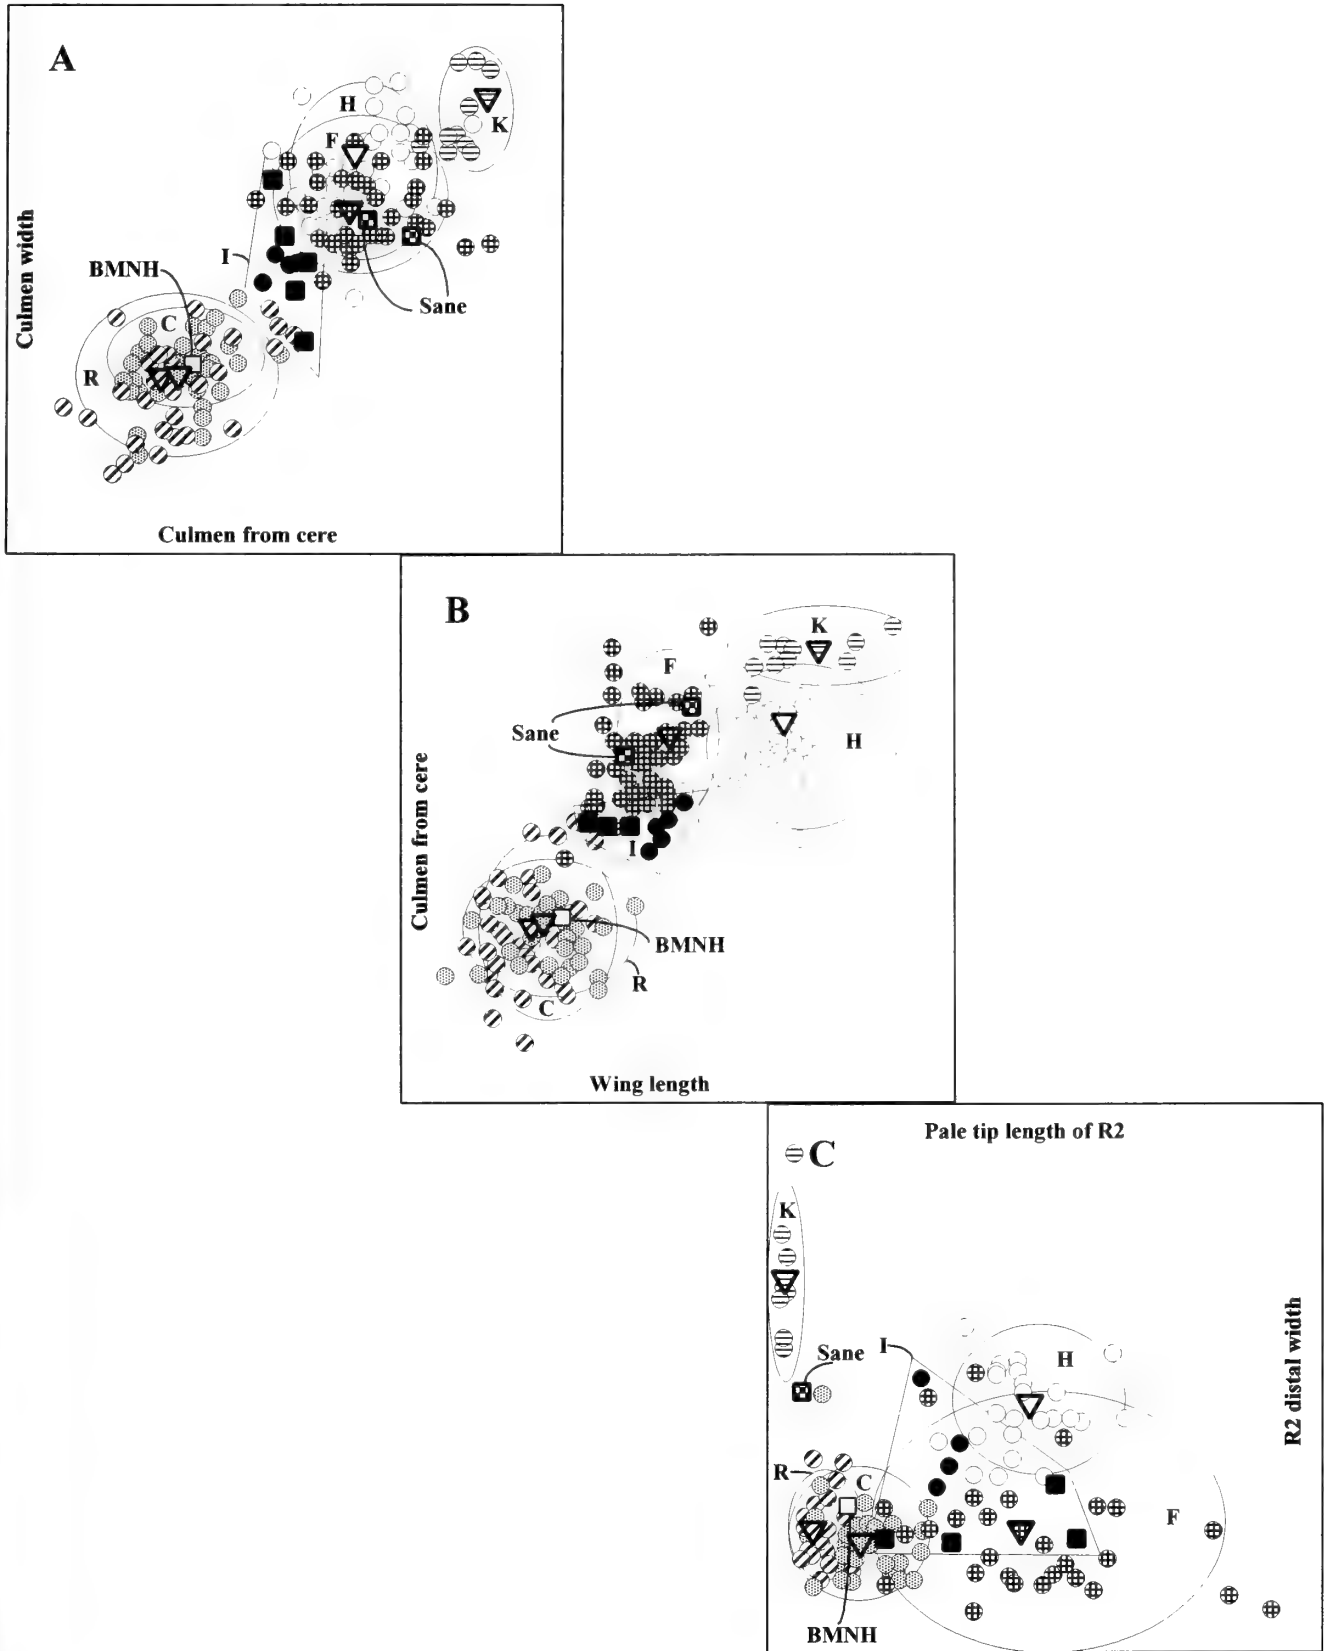 A
H
K
F
Culmen width
I
BMNH
Sane
C
R
Culmen from cere
B
K
F
Sane
H
Culmen from cere
I
BMNH
R
C
Wing length
Pale tip length of R2
C
K
R2 distal width
Sane
I
H
R
C
F
BMNH